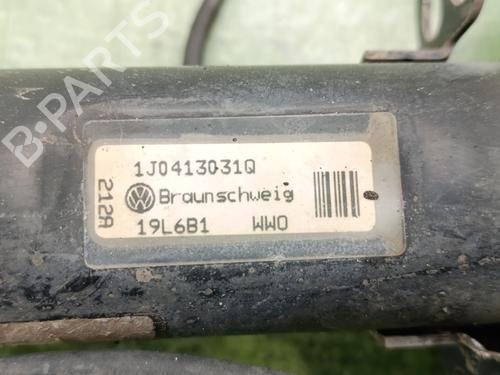 B-PARTS
1J0413031Q
Braunschweig
19L6B1 WWO
212A